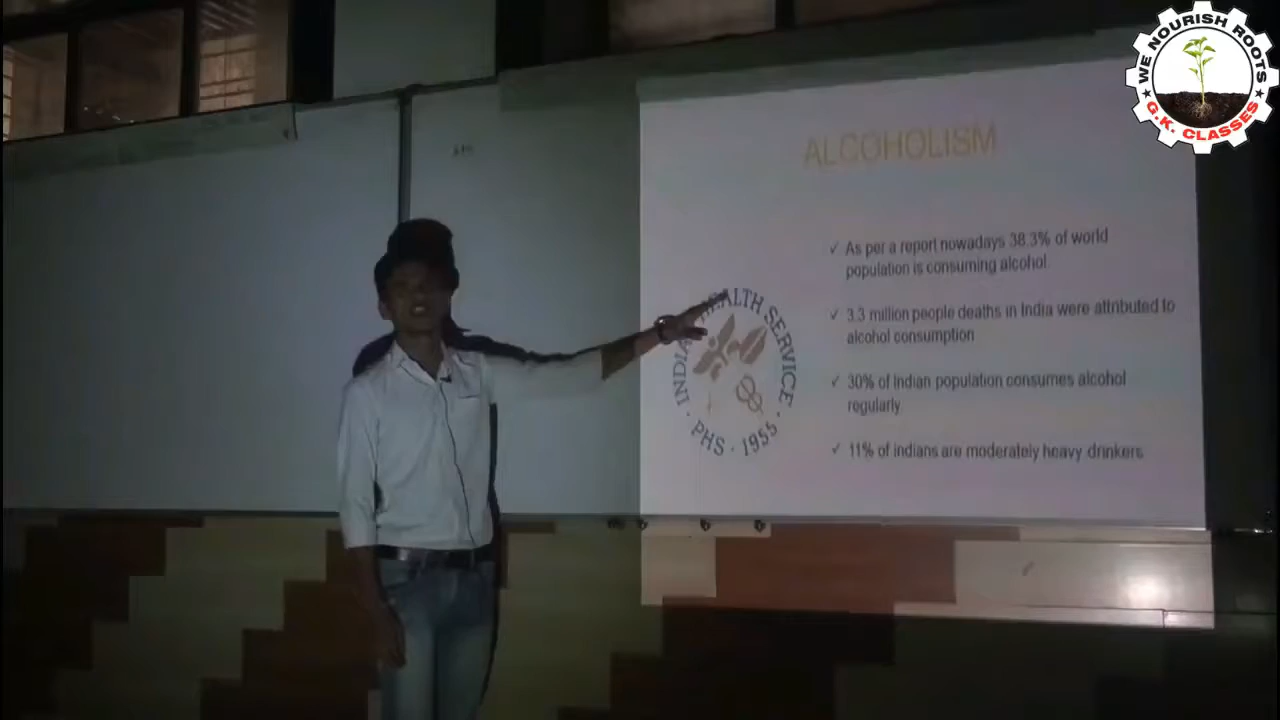 WE NOURISH ROOTS
G.K. CLASSES
ALCOHOLISM
✓ As per a report nowadays 38.3% of world
population is consuming alcohol
✓ 3.3 million people deaths in India were attributed to
alcohol consumption
✓ 30% of Indian population consumes alcohol
regularly
✓ 11% of indians are moderately heavy drinkers
HEALTH SERVICE
PHS · 1955